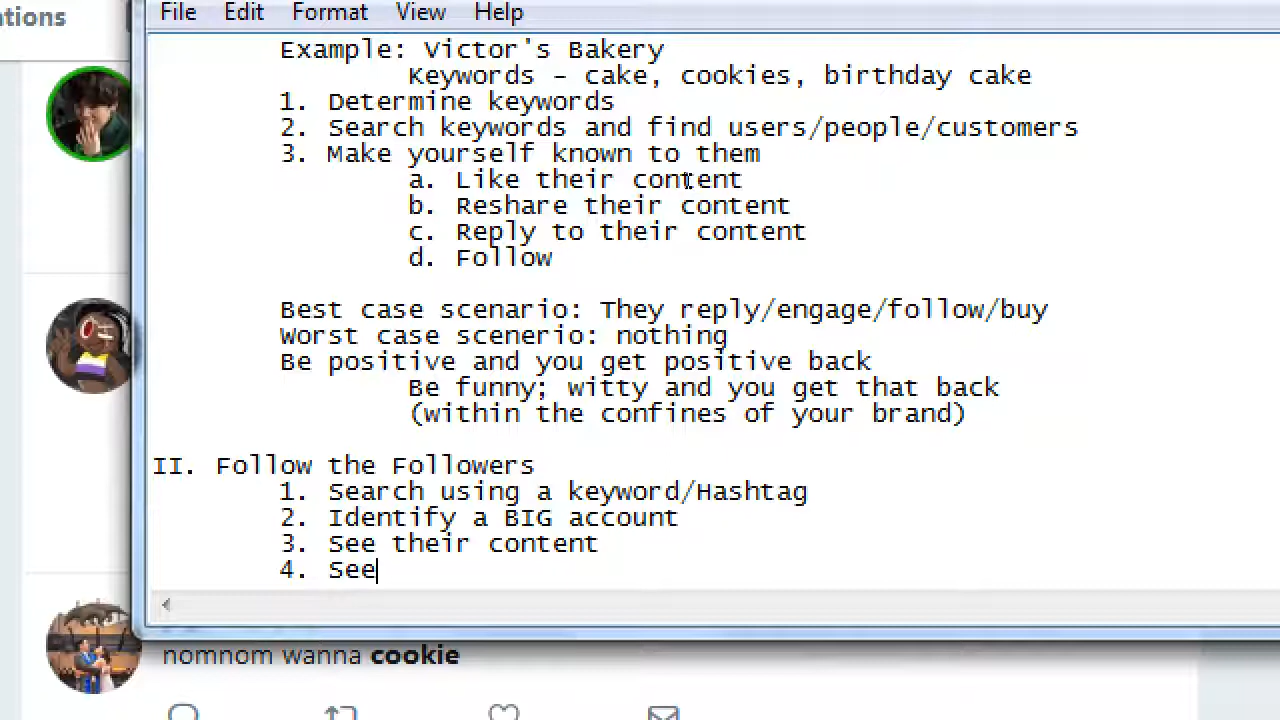 ations
File Edit Format View Help
Example: Victor's Bakery
Keywords - cake, cookies, birthday cake
1. Determine keywords
2. Search keywords and find users/people/customers
3. Make yourself known to them
a. Like their content
b. Reshare their content
c. Reply to their content
d. Follow
Best case scenario: They reply/engage/follow/buy
Worst case scenerio: nothing
Be positive and you get positive back
Be funny; witty and you get that back
(within the confines of your brand)
II. Follow the Followers
1. Search using a keyword/Hashtag
2. Identify a BIG account
3. See their content
4. See
nomnom wanna cookie